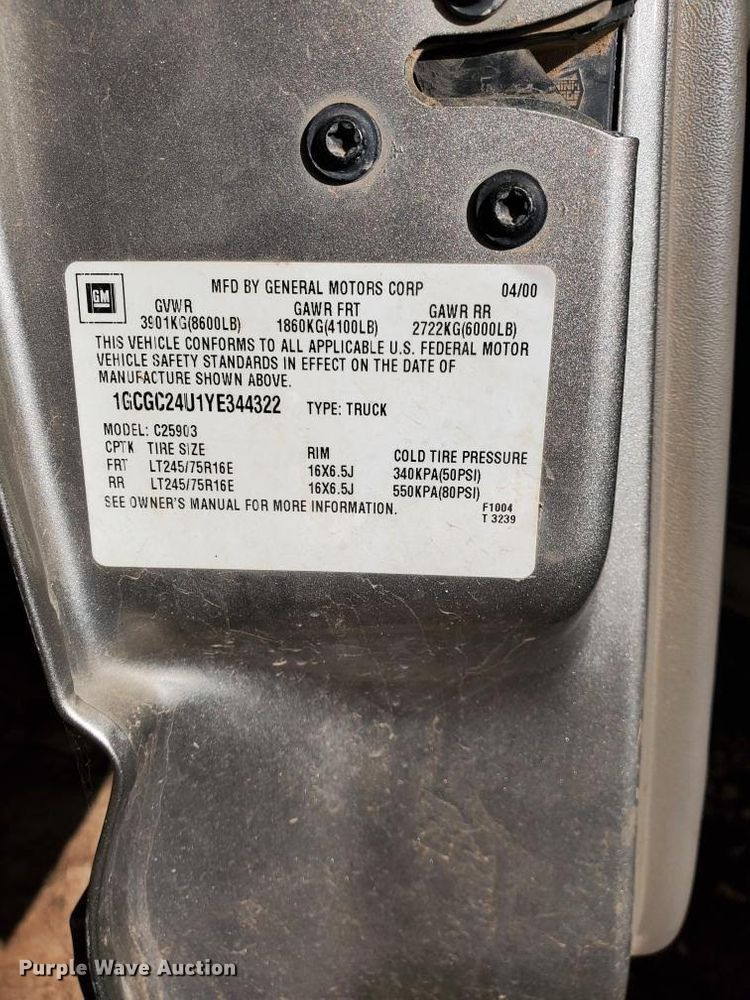 GM
MFD BY GENERAL MOTORS CORP 04/00
GVWR GAWR FRT GAWR RR
3901KG(8600LB) 1860KG(4100LB) 2722KG(6000LB)
THIS VEHICLE CONFORMS TO ALL APPLICABLE U.S. FEDERAL MOTOR
VEHICLE SAFETY STANDARDS IN EFFECT ON THE DATE OF
MANUFACTURE SHOWN ABOVE.
1GCGC24U1YE344322 TYPE: TRUCK
MODEL: C25903
CPTK TIRE SIZE RIM COLD TIRE PRESSURE
FRT LT245/75R16E 16X6.5J 340KPA(50PSI)
RR LT245/75R16E 16X6.5J 550KPA(80PSI)
SEE OWNER'S MANUAL FOR MORE INFORMATION. F1004
T 3239
Purple Wave Auction